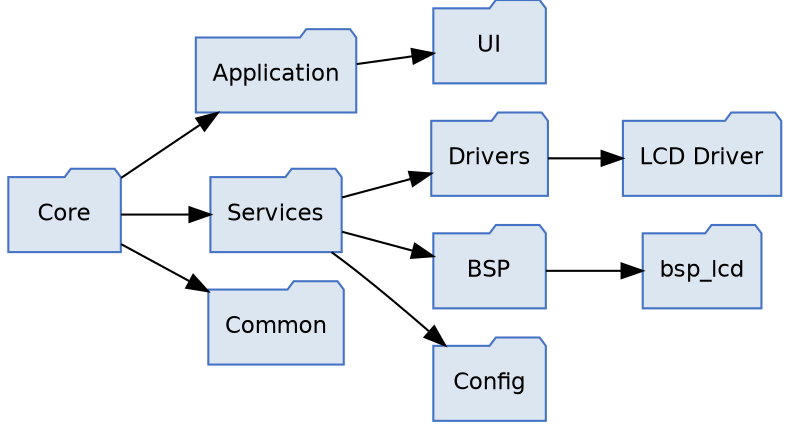 Core
Application
Services
Common
UI
Drivers
BSP
Config
LCD Driver
bsp_lcd